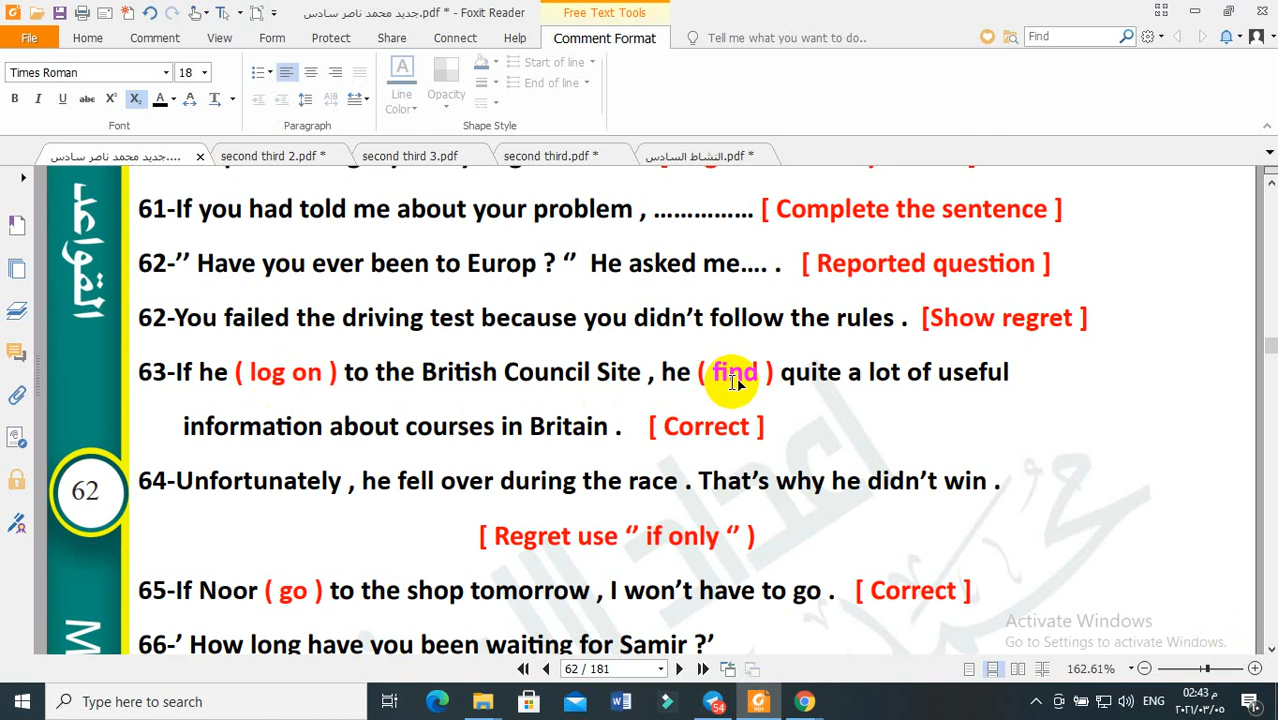 جديد محمد ناصر سادس.pdf * - Foxit Reader
Free Text Tools
File Home Comment View Form Protect Share Connect Help Comment Format Tell me what you want to do.. Find
Times Roman 18 Start of line
End of line
Line Color Opacity
Font Paragraph Shape Style
جديد محمد ناصر سادس.... second third 2.pdf * second third 3.pdf second third.pdf * النشاط السادس.pdf *
61-If you had told me about your problem , …………… [ Complete the sentence ]
62-’’ Have you ever been to Europ ? ‘’ He asked me…. . [ Reported question ]
62-You failed the driving test because you didn’t follow the rules . [Show regret ]
63-If he ( log on ) to the British Council Site , he ( find ) quite a lot of useful
information about courses in Britain . [ Correct ]
64-Unfortunately , he fell over during the race . That’s why he didn’t win .
[ Regret use ‘’ if only ‘’ )
65-If Noor ( go ) to the shop tomorrow , I won’t have to go . [ Correct ]
66-’ How long have you been waiting for Samir ?’
القواعد
62
M
Activate Windows
Go to Settings to activate Windows.
62 / 181 162.61%
Type here to search
54
ENG
02:43 م
٢٠٢١/٠٣/٠٥